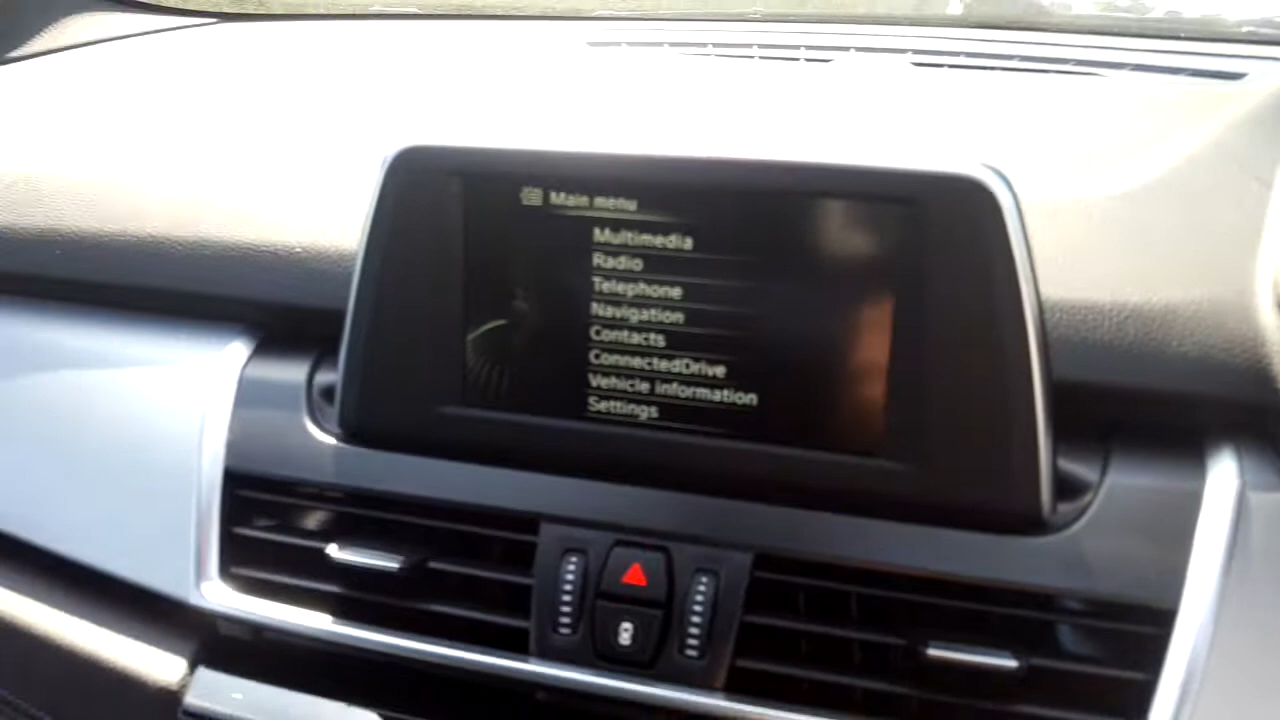 Main menu
Multimedia
Radio
Telephone
Navigation
Contacts
ConnectedDrive
Vehicle information
Settings